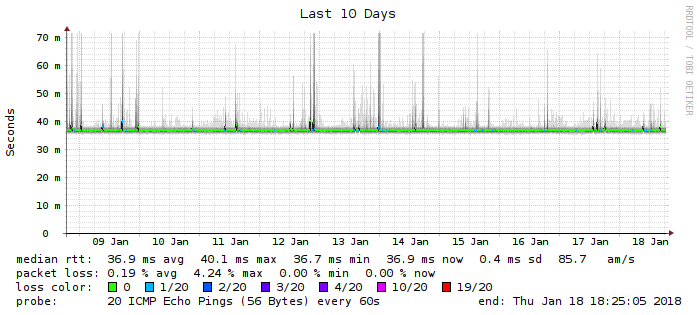 Last 10 Days
RRDTOOL / TOBI OETIKER
Seconds
70 m
60 m
50 m
40 m
30 m
20 m
10 m
0
09 Jan 10 Jan 11 Jan 12 Jan 13 Jan 14 Jan 15 Jan 16 Jan 17 Jan 18 Jan
median rtt: 36.9 ms avg 40.1 ms max 36.7 ms min 36.9 ms now 0.4 ms sd 85.7 am/s
packet loss: 0.19 % avg 4.24 % max 0.00 % min 0.00 % now
loss color: 0 1/20 2/20 3/20 4/20 10/20 19/20
probe: 20 ICMP Echo Pings (56 Bytes) every 60s end: Thu Jan 18 18:25:05 2018